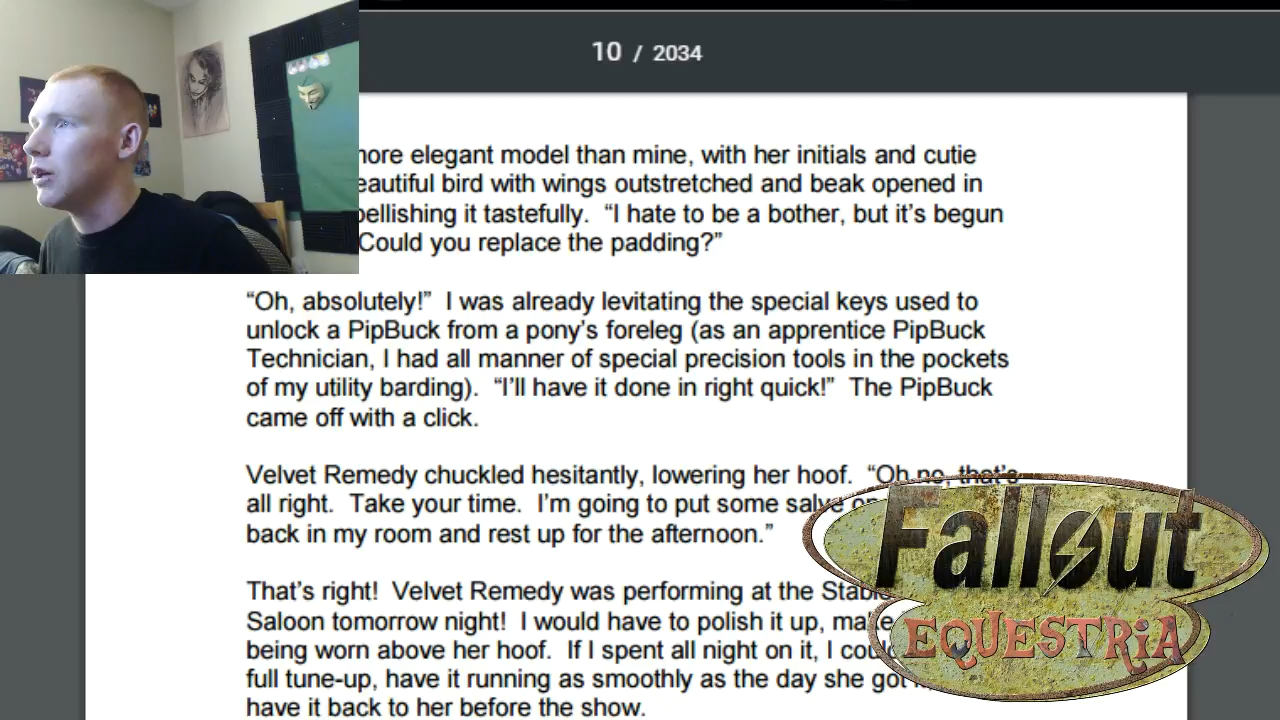 10 / 2034
more elegant model than mine, with her initials and cutie
beautiful bird with wings outstretched and beak opened in
it tastefully. “I hate to be a bother, but it’s begun
Could you replace the padding?”
“Oh, absolutely!” I was already levitating the special keys used to
unlock a PipBuck from a pony’s foreleg (as an apprentice PipBuck
Technician, I had all manner of special precision tools in the pockets
of my utility barding). “I’ll have it done in right quick!” The PipBuck
came off with a click.
Velvet Remedy chuckled hesitantly, lowering her hoof. “Oh no, that’s
all right. Take your time. I’m going to put some salve on
back in my room and rest up for the afternoon.”
That’s right! Velvet Remedy was performing at the Stable
Saloon tomorrow night! I would have to polish it up, make
being worn above her hoof. If I spent all night on it, I could
full tune-up, have it running as smoothly as the day she got
have it back to her before the show.
Fallout
EQUESTRiA